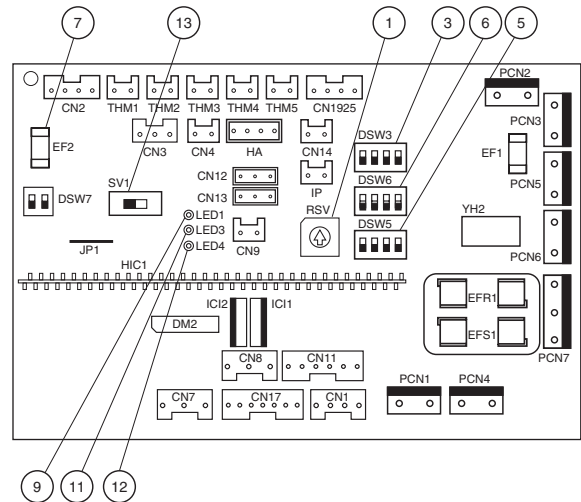 7
13
1
3
6
5
PCN2
CN2
THM1
THM2
THM3
THM4
THM5
CN1925
PCN3
EF2
CN3
CN4
HA
CN14
DSW3
EF1
CN12
IP
DSW6
PCN5
SV1
DSW7
CN13
RSV
LED1
LED3
LED4
CN9
DSW5
YH2
JP1
PCN6
HIC1
ICI2
ICI1
EFR1
DM2
EFS1
CN8
CN11
PCN7
CN7
CN17
CN1
PCN1
PCN4
9
11
12